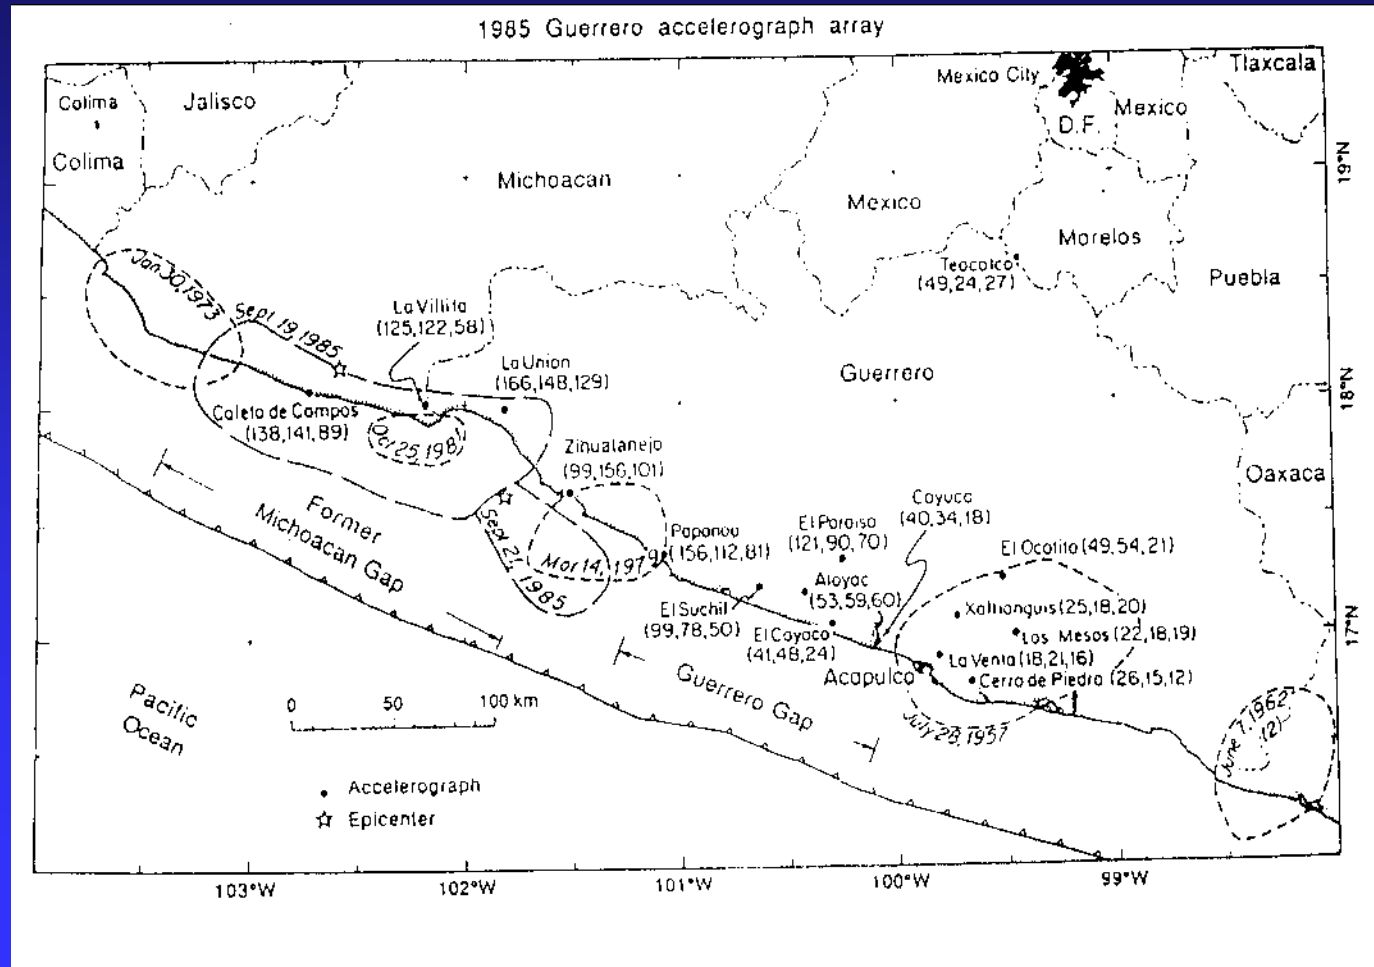 1985 Guerrero accelerograph array
Colima
Jalisco
Colima
Michoacan
Mexico City
Tlaxcala
Mexico
D.F.
Mexico
Morelos
Puebla
Teacalco
(49,24,27)
19°N
Jan 30, 1973
Sept 19, 1985
La Villita
(125,122,58)
La Union
(166,148,129)
Guerrero
18°N
Caleta de Campos
(138,141,89)
Oct 25, 1981
Zihuatanejo
(99,156,101)
Oaxaca
Former
Michoacan Gap
Sept 21, 1985
Mar 14, 1979
Papanoa
(156,112,81)
El Paraiso
(121,90,70)
Coyuca
(40,34,18)
El Ocotito (49,54,21)
Atoyac
(53,59,60)
El Suchil
(99,78,50)
El Cayaco
(41,48,24)
Xaltianguis (25,18,20)
Las Mesas (22,18,19)
La Venta (18,21,16)
Cerro de Piedra (26,15,12)
17°N
Acapulco
Guerrero Gap
July 28, 1957
June 7, 1962
(2)
Pacific
Ocean
0 50 100 km
Accelerograph
Epicenter
103°W 102°W 101°W 100°W 99°W